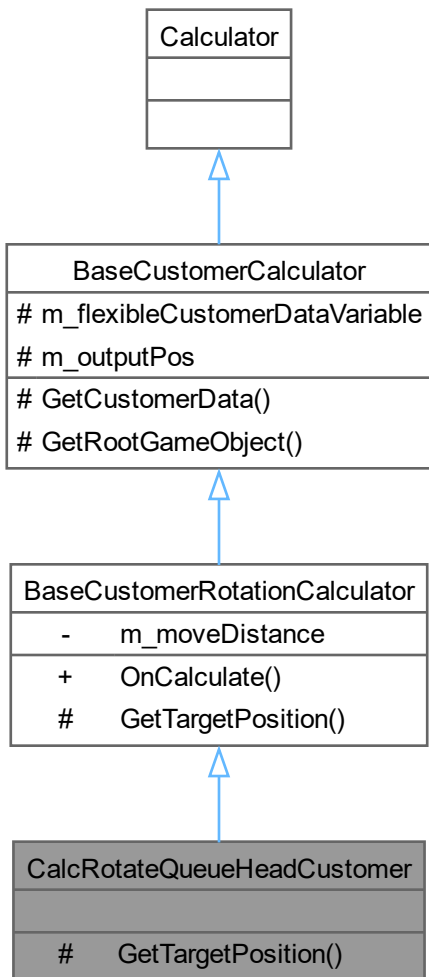 Calculator
BaseCustomerCalculator
# m_flexibleCustomerDataVariable
# m_outputPos
# GetCustomerData()
# GetRootGameObject()
BaseCustomerRotationCalculator
- m_moveDistance
+ OnCalculate()
# GetTargetPosition()
CalcRotateQueueHeadCustomer
# GetTargetPosition()